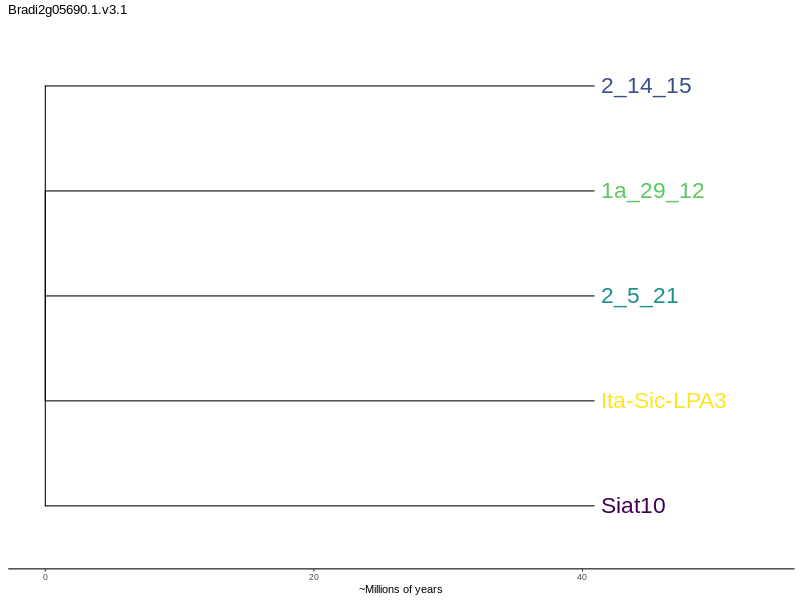 Bradi2g05690.1.v3.1
2_14_15
1a_29_12
2_5_21
Ita-Sic-LPA3
Siat10
0 20 40
~Millions of years